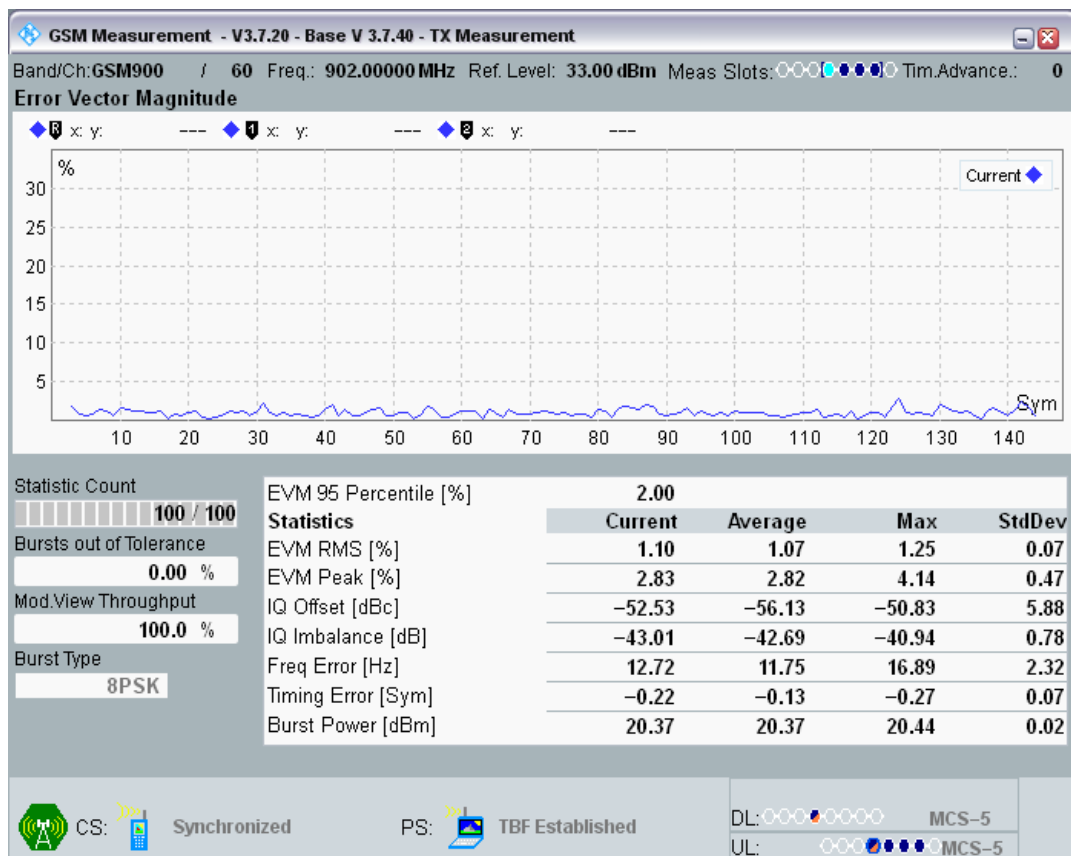 GSM Measurement - V3.7.20 - Base V 3.7.40 - TX Measurement
Band/Ch:GSM900 / 60 Freq.: 902.00000 MHz Ref. Level: 33.00 dBm Meas Slots: Tim.Advance.: 0
Error Vector Magnitude
R x: y: --- 1 x: y: --- 2 x: y: ---
%
Current
30
25
20
15
10
5
Sym
10 20 30 40 50 60 70 80 90 100 110 120 130 140
Statistic Count
100 / 100
Bursts out of Tolerance
0.00 %
Mod.View Throughput
100.0 %
Burst Type
8PSK
EVM 95 Percentile [%] 2.00
Statistics Current Average Max StdDev
EVM RMS [%] 1.10 1.07 1.25 0.07
EVM Peak [%] 2.83 2.82 4.14 0.47
IQ Offset [dBc] −52.53 −56.13 −50.83 5.88
IQ Imbalance [dB] −43.01 −42.69 −40.94 0.78
Freq Error [Hz] 12.72 11.75 16.89 2.32
Timing Error [Sym] −0.22 −0.13 −0.27 0.07
Burst Power [dBm] 20.37 20.37 20.44 0.02
CS: Synchronized PS: TBF Established
DL: MCS−5
UL: MCS−5